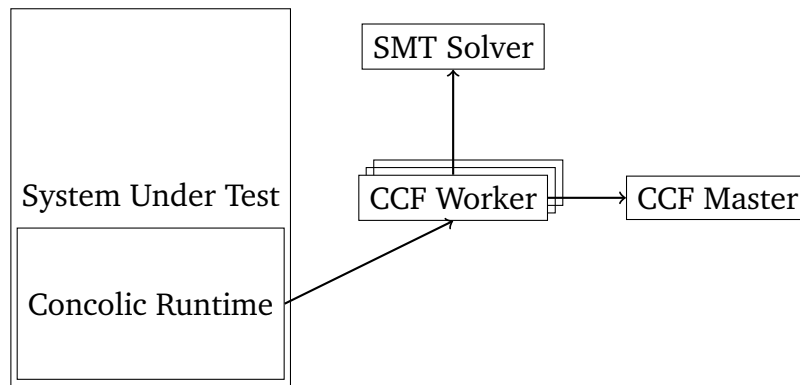 SMT Solver
System Under Test
CCF Worker
CCF Master
Concolic Runtime